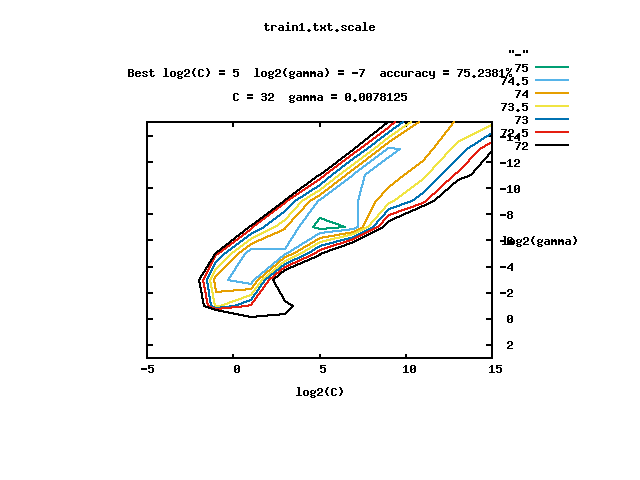 train1.txt.scale
"-"
Best log2(C) = 5 log2(gamma) = -7 accuracy = 75.2381%
75
74.5
C = 32 gamma = 0.0078125
74
73.5
73
72.5
-14
72
-12
-10
-8
-6
log2(gamma)
-4
-2
0
2
-5 0 5 10 15
log2(C)